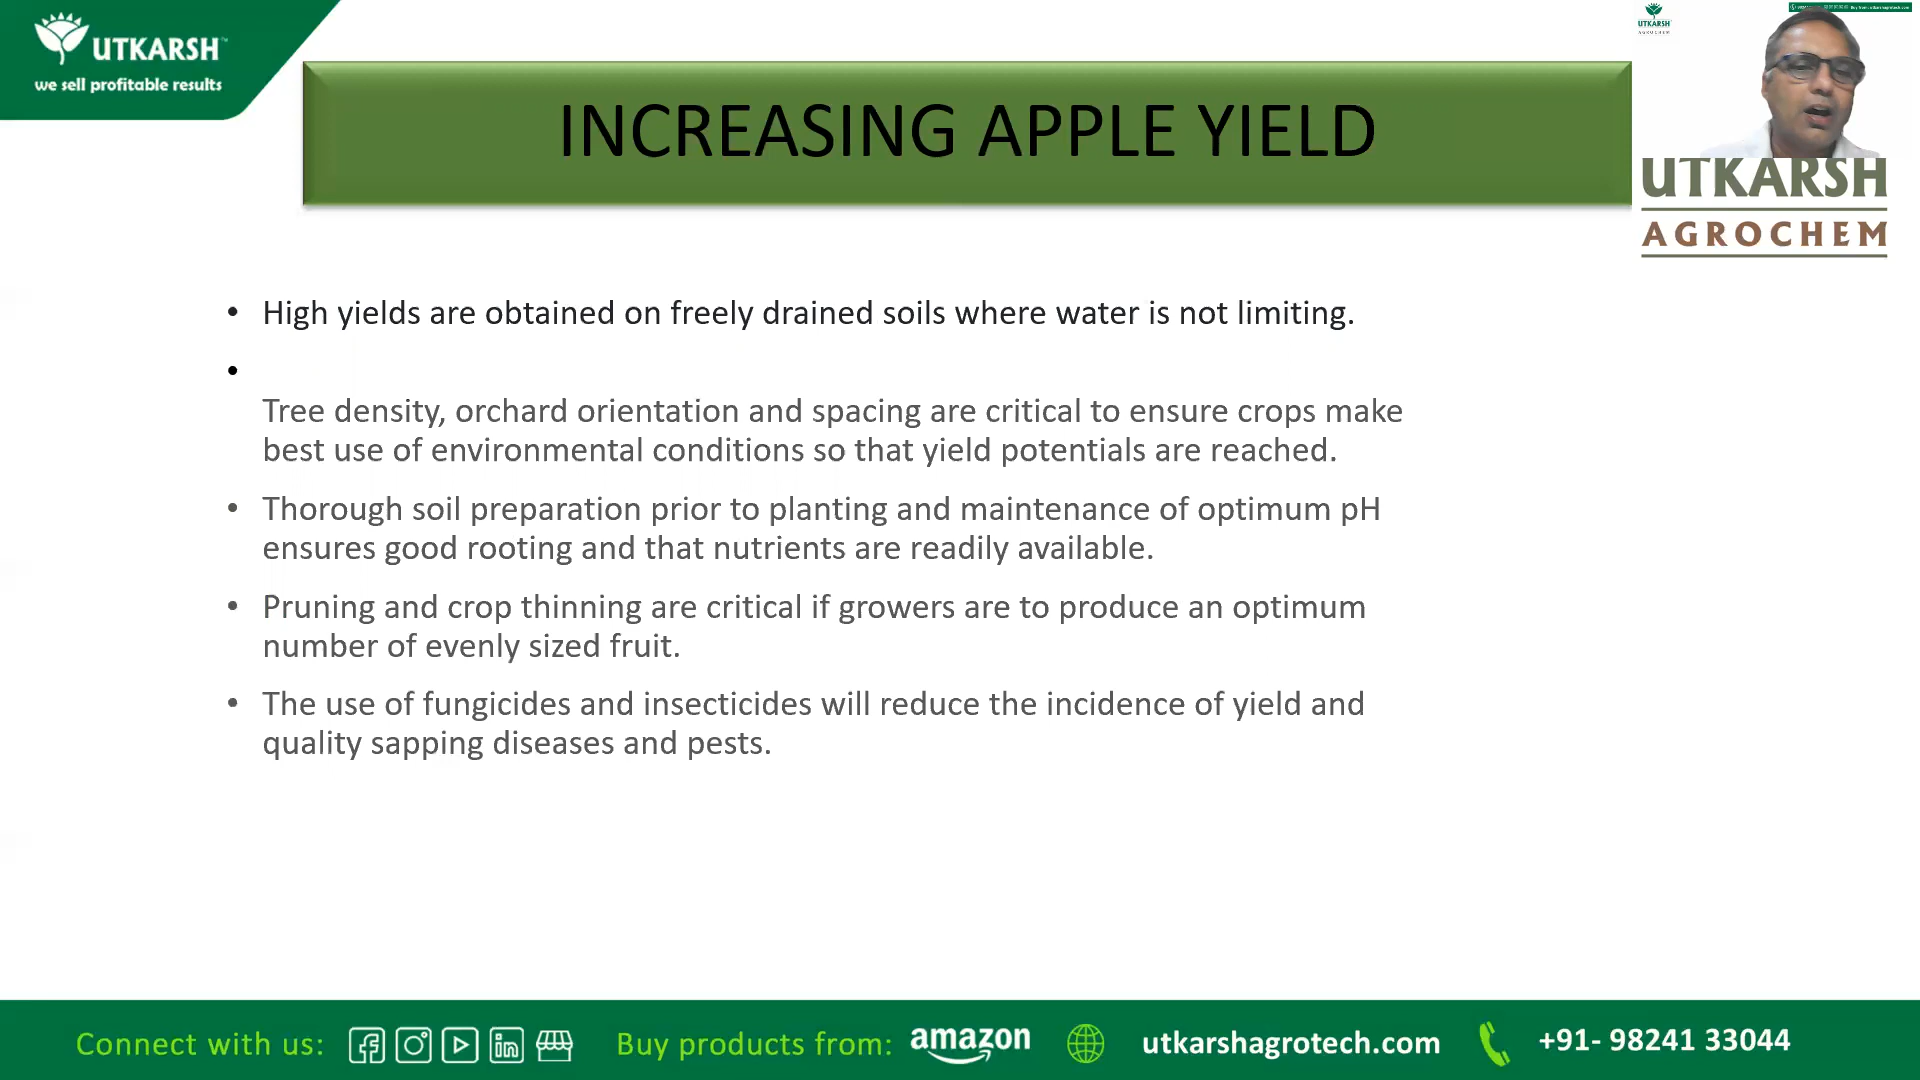 UTKARSH™
we sell profitable results
UTKARSH
AGROCHEM
INCREASING APPLE YIELD
UTKARSH
AGROCHEM
• High yields are obtained on freely drained soils where water is not limiting.
•
Tree density, orchard orientation and spacing are critical to ensure crops make
best use of environmental conditions so that yield potentials are reached.
• Thorough soil preparation prior to planting and maintenance of optimum pH
ensures good rooting and that nutrients are readily available.
• Pruning and crop thinning are critical if growers are to produce an optimum
number of evenly sized fruit.
• The use of fungicides and insecticides will reduce the incidence of yield and
quality sapping diseases and pests.
Connect with us: Buy products from: amazon utkarshagrotech.com +91- 98241 33044